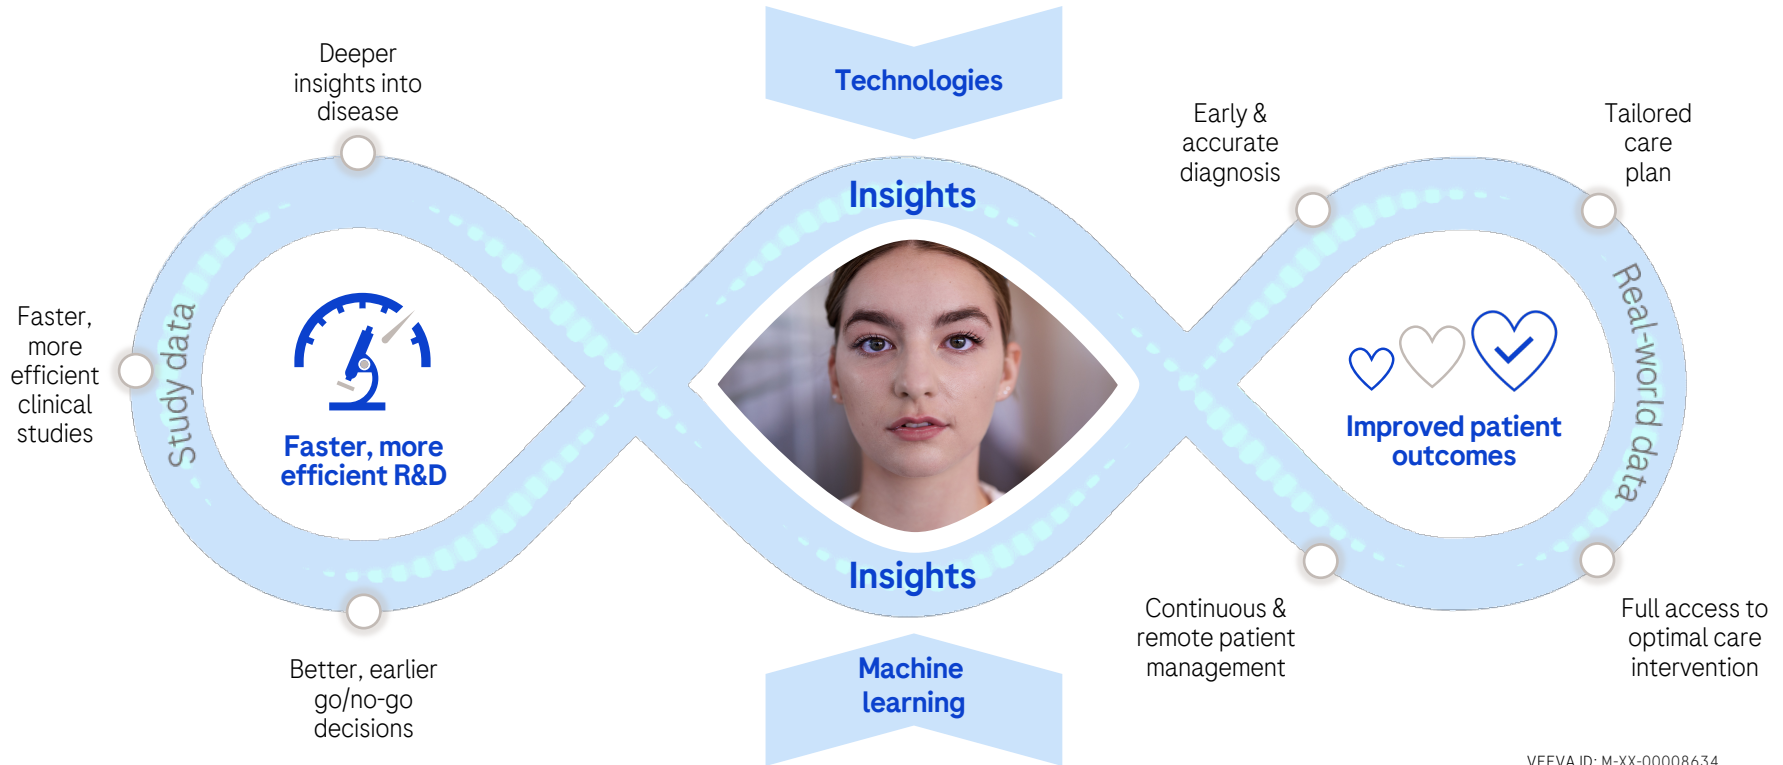 Deeper
insights into
disease
Technologies
Early &
accurate
diagnosis
Tailored
care
plan
Insights
Faster,
more
efficient
clinical
studies
Study data
Faster, more
efficient R&D
Improved patient
outcomes
Real-world data
Insights
Better, earlier
go/no-go
decisions
Machine
learning
Continuous &
remote patient
management
Full access to
optimal care
intervention
VEEVA ID: M-XX-00008634